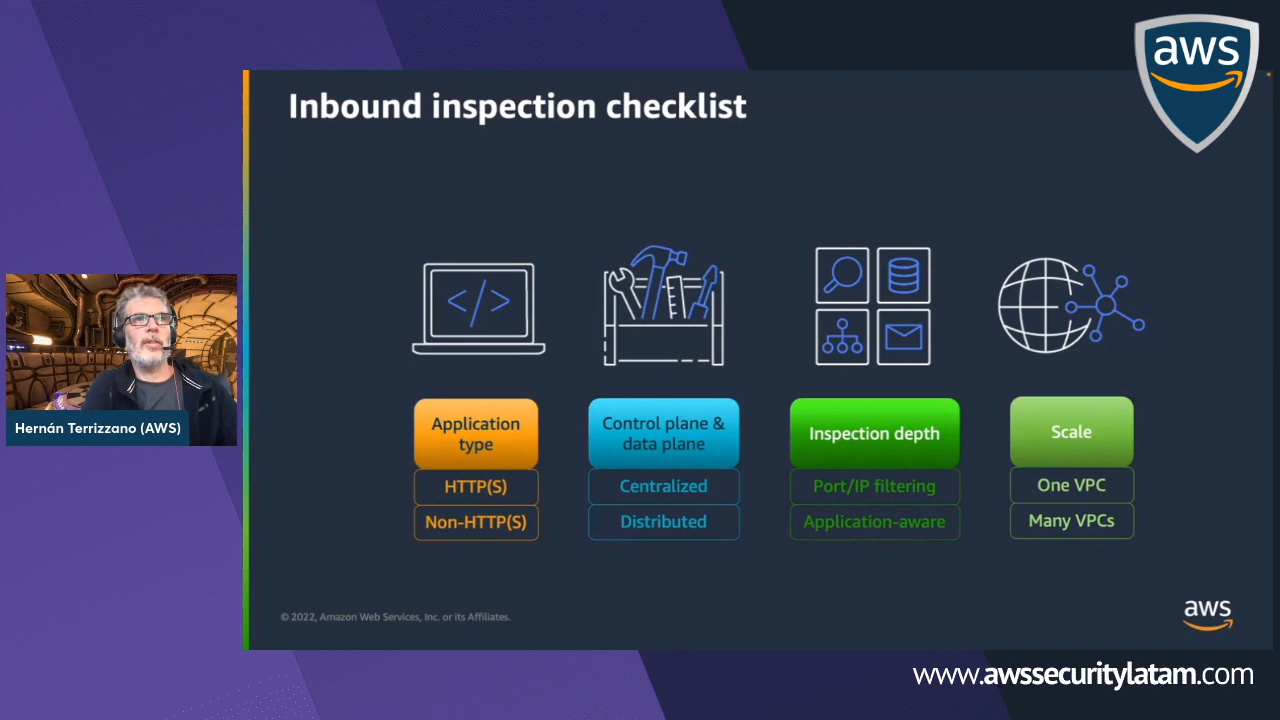 aws
Inbound inspection checklist
Application
type
HTTP(S)
Non-HTTP(S)
Control plane &
data plane
Centralized
Distributed
Inspection depth
Port/IP filtering
Application-aware
Scale
One VPC
Many VPCs
Hernán Terrizzano (AWS)
© 2022, Amazon Web Services, Inc. or its Affiliates.
aws
www.awssecuritylatam.com